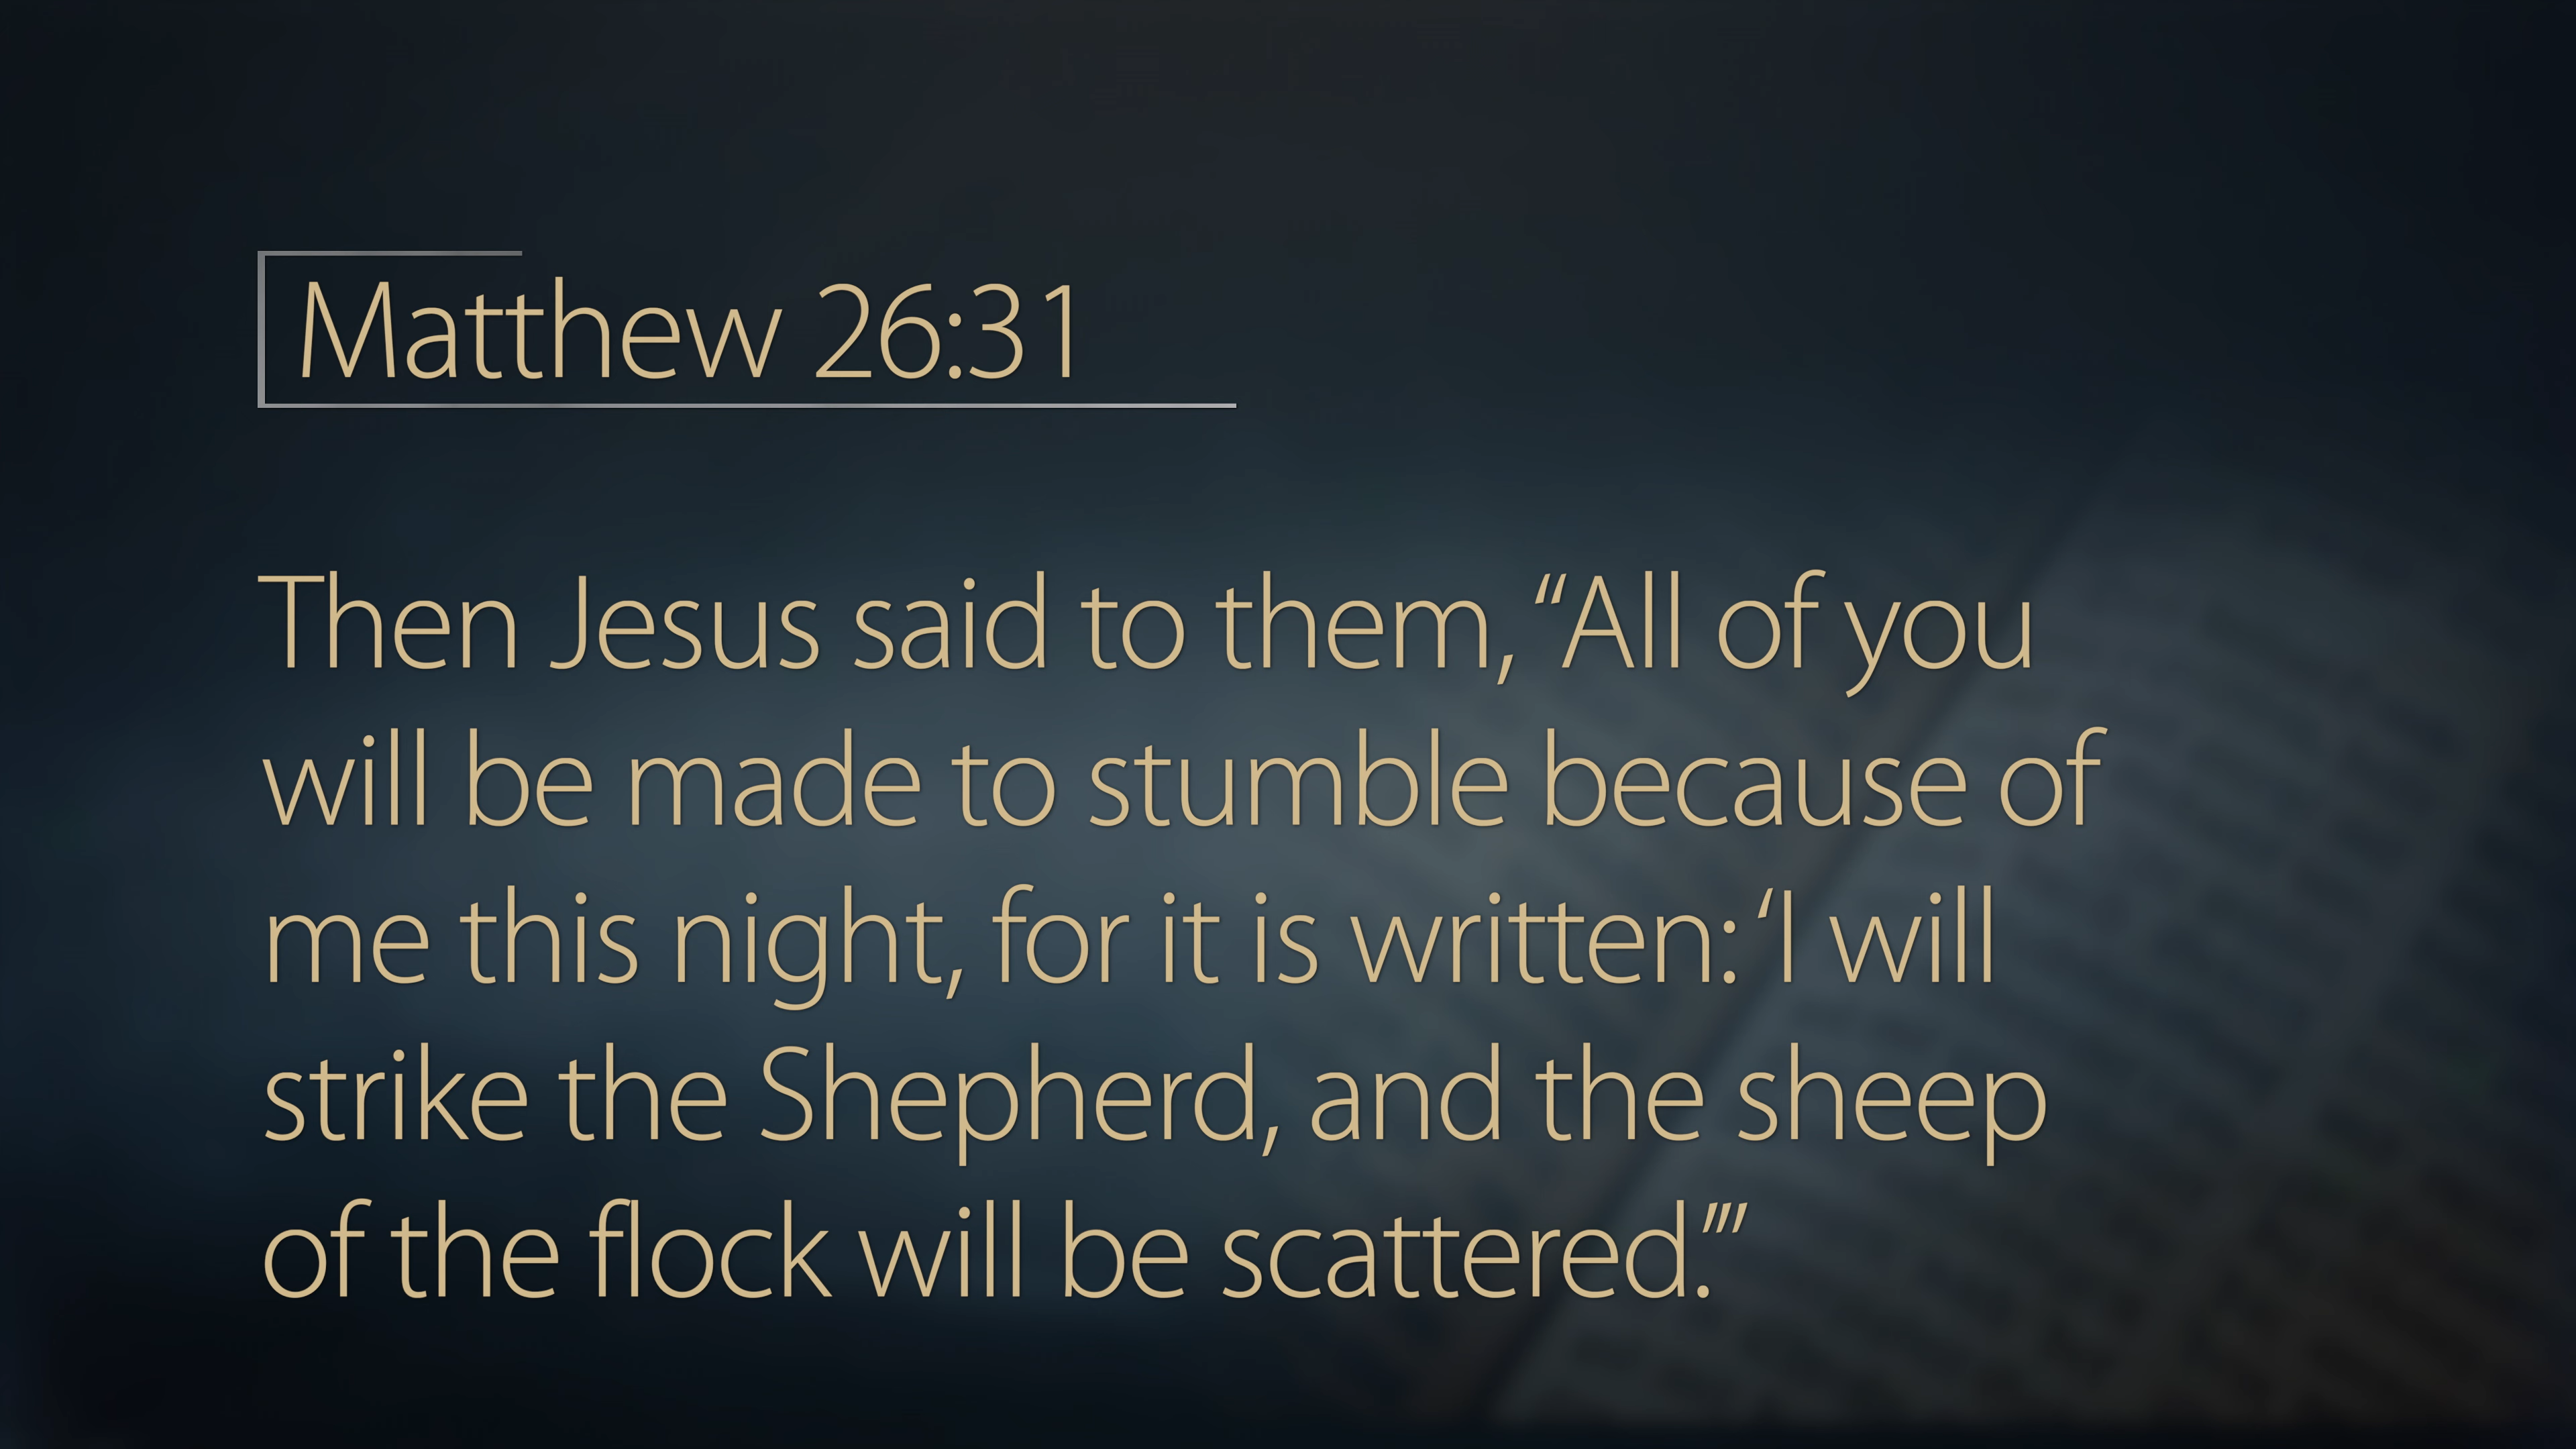 Matthew 26:31
Then Jesus said to them, “All of you
will be made to stumble because of
me this night, for it is written: ‘I will
strike the Shepherd, and the sheep
of the flock will be scattered.’”